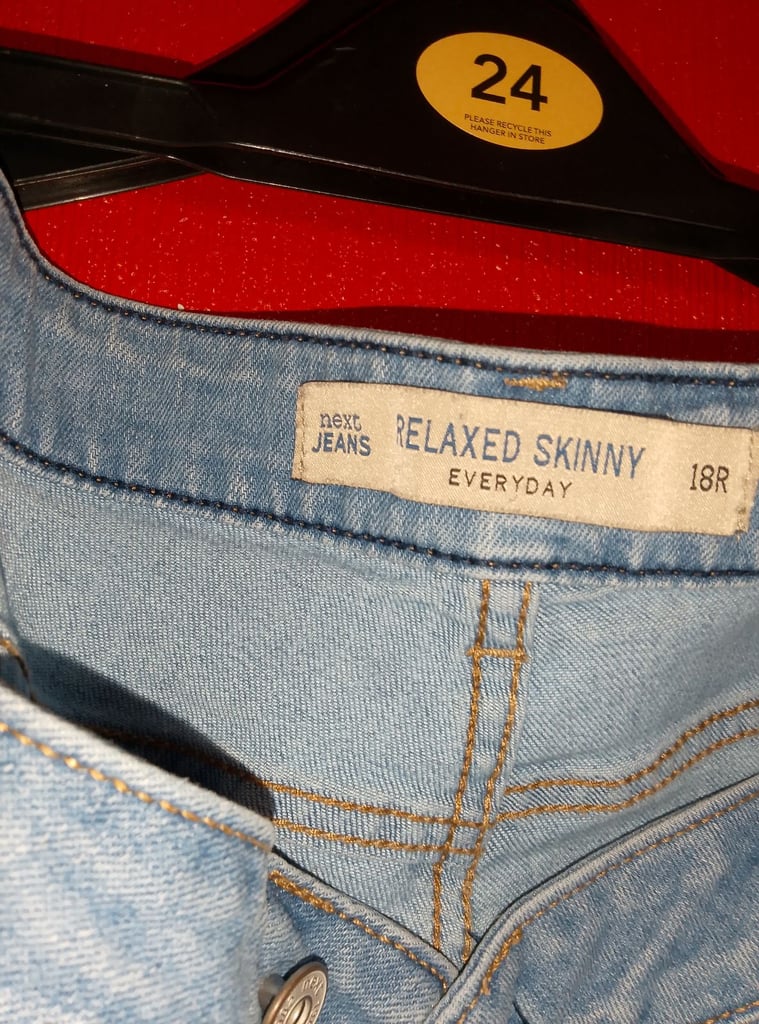 24
PLEASE RECYCLE THIS
HANGER IN STORE
next
JEANS
RELAXED SKINNY
EVERYDAY
18R